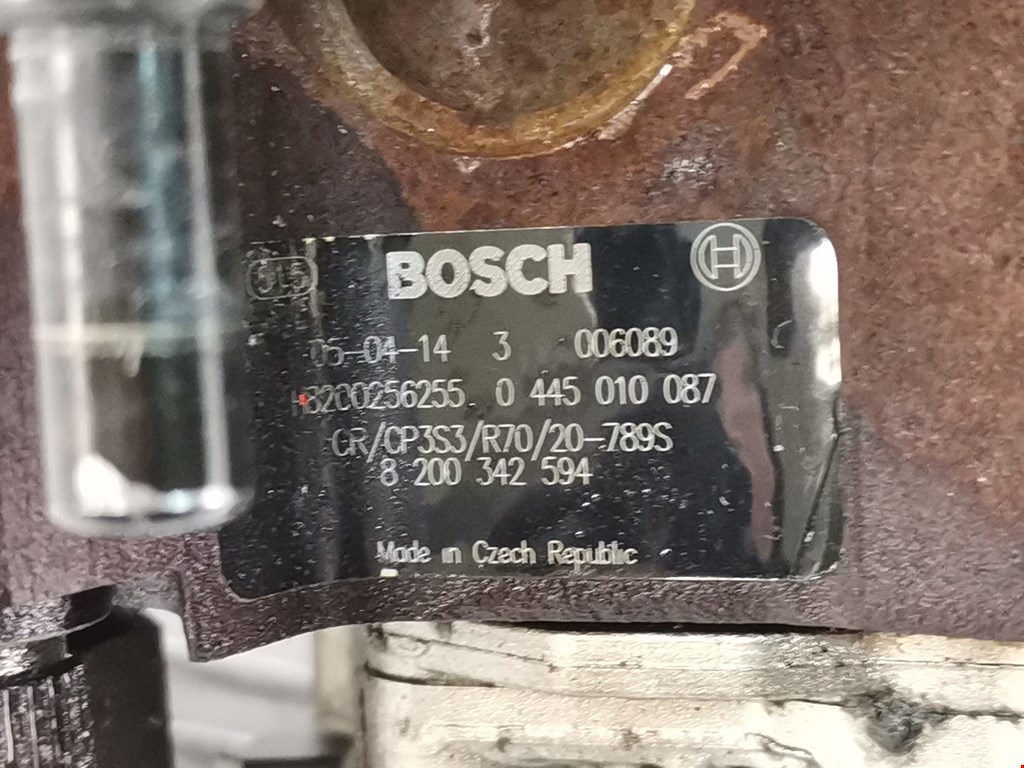 015 BOSCH H
05-04-14 3 006089
H8200256255 0 445 010 087
CR/CP3S3/R70/20-789S
8 200 342 594
Made in Czech Republic